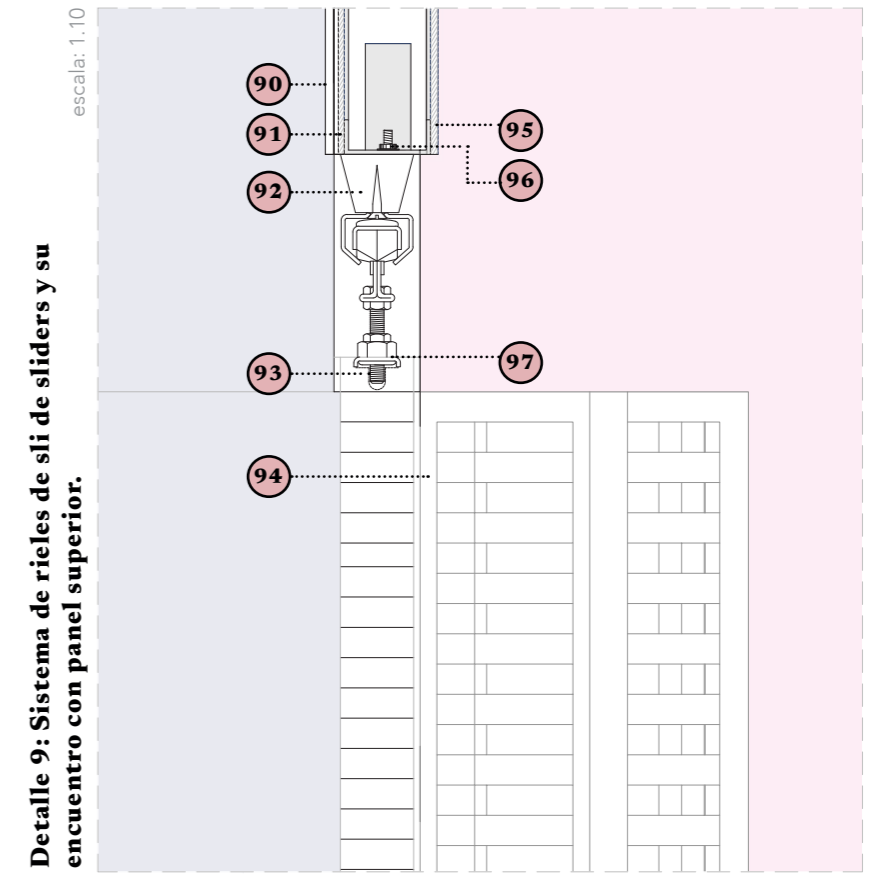 escala: 1.10
Detalle 9: Sistema de rieles de sli de sliders y su
encuentro con panel superior.
90
91
92
93
94
95
96
97